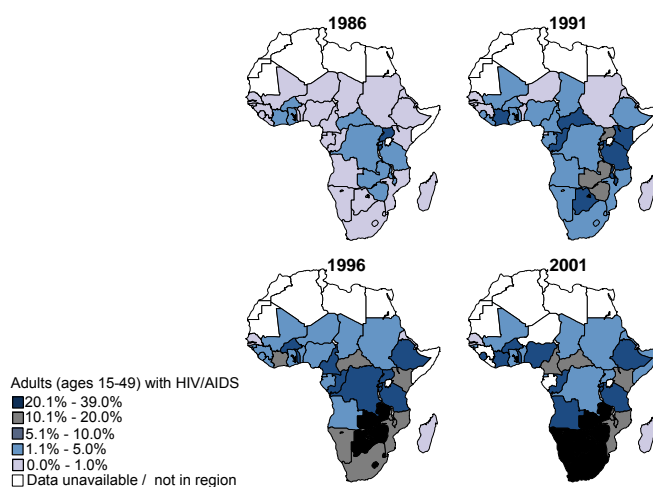 1986
1991
1996
2001
Adults (ages 15-49) with HIV/AIDS
20.1% - 39.0%
10.1% - 20.0%
5.1% - 10.0%
1.1% - 5.0%
0.0% - 1.0%
Data unavailable / not in region